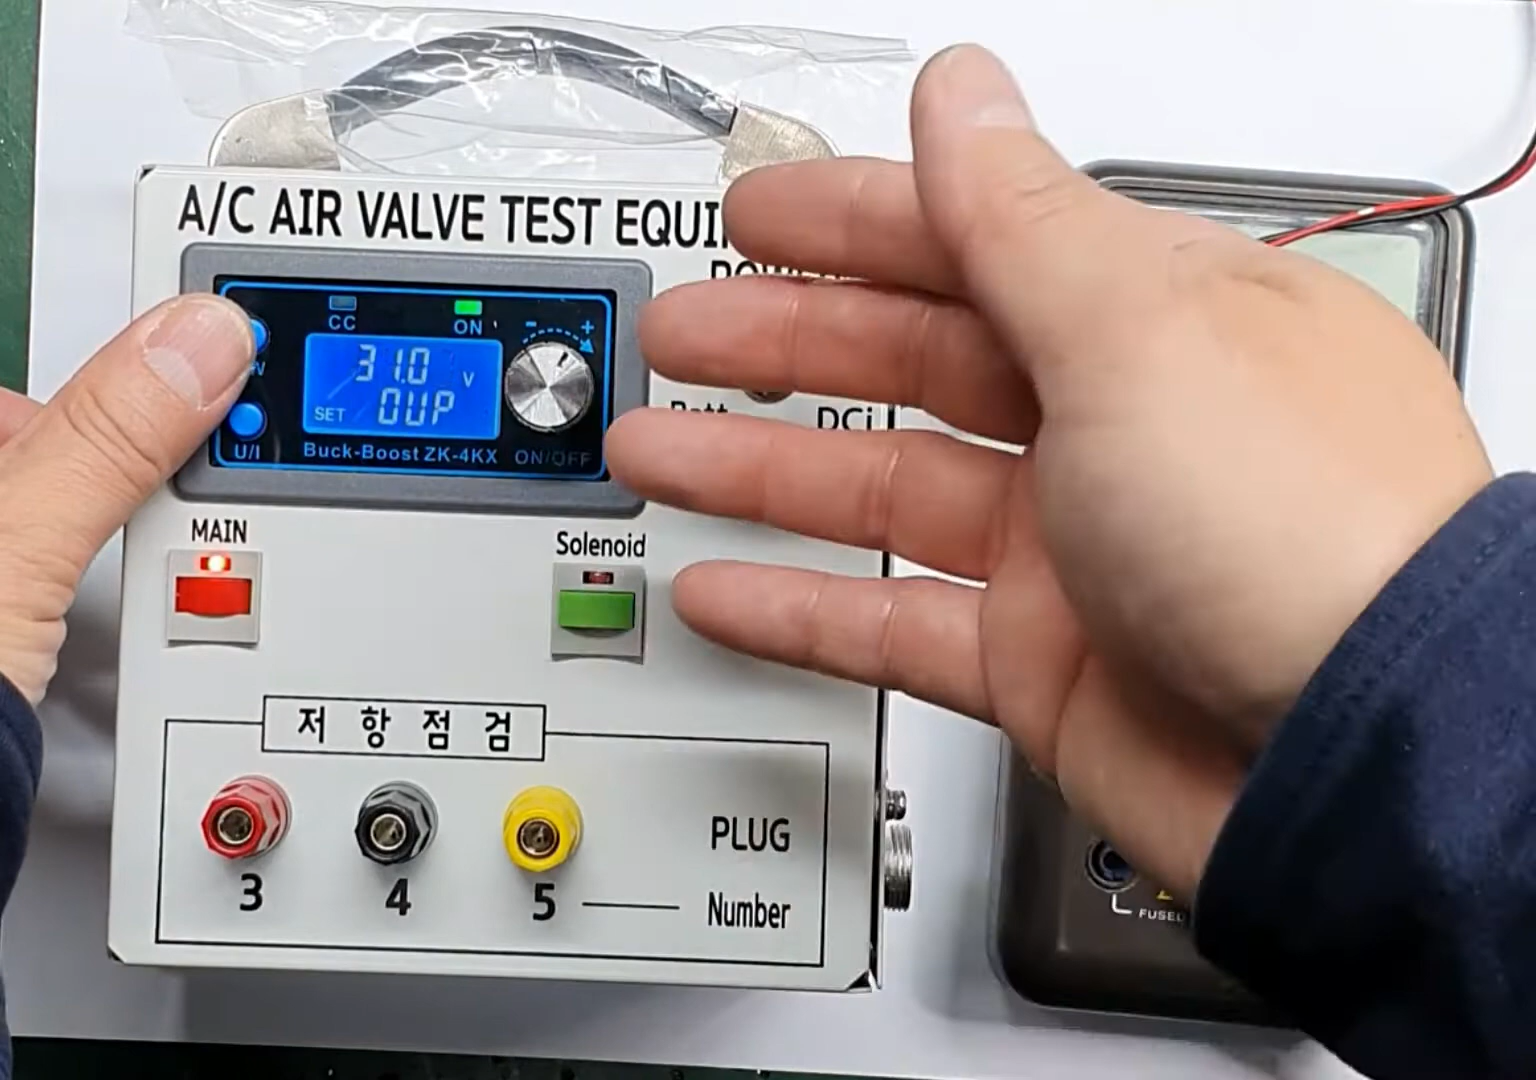 A/C AIR VALVE TEST EQUI
CC
ON
- +
31.0 V
SET OUP
U/I
Buck-Boost ZK-4KX
ON/OFF
MAIN
Solenoid
저 항 점 검
PLUG
3 4 5
Number
FUSED